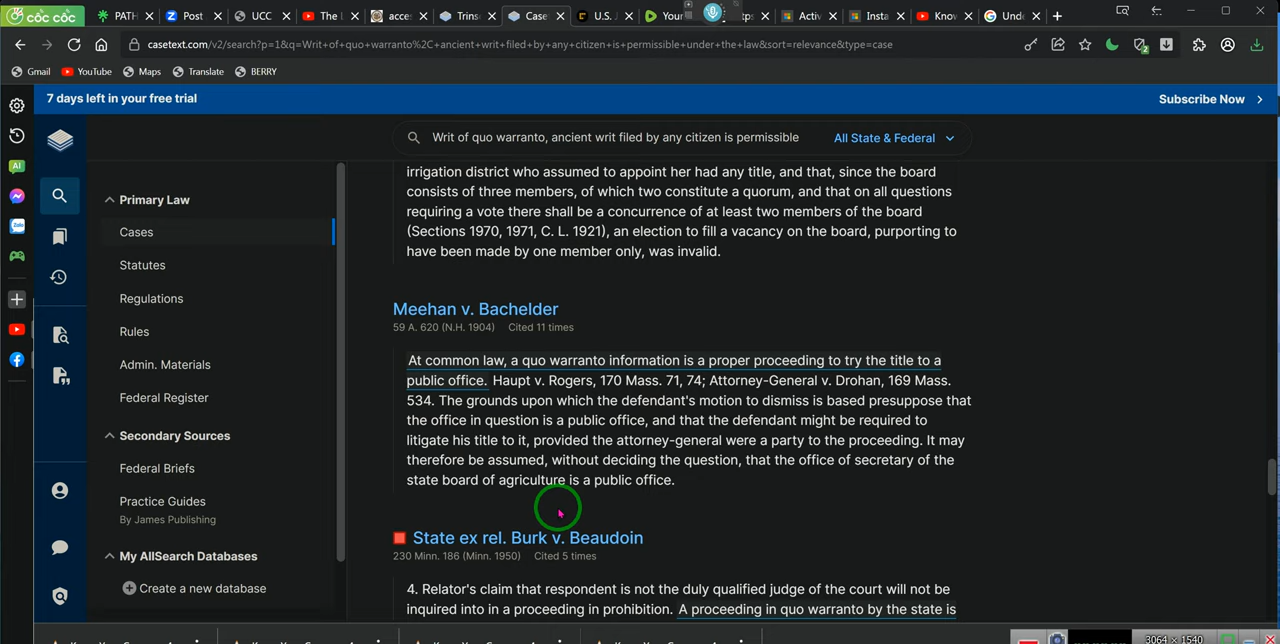 cốc cốc
PATH
Post
UCC
The L
acces
Trins
Case
U.S. J
Your
tps
Activ
Insta
Know
Unde
casetext.com/v2/search?p=1&q=Writ+of+quo+warranto%2C+ancient+writ+filed+by+any+citizen+is+permissible+under+the+law&sort=relevance&type=case
2
Gmail
YouTube
Maps
Translate
BERRY
7 days left in your free trial
Subscribe Now
Writ of quo warranto, ancient writ filed by any citizen is permissible
All State & Federal
AI
Zalo
Primary Law
Cases
Statutes
Regulations
Rules
Admin. Materials
Federal Register
Secondary Sources
Federal Briefs
Practice Guides
By James Publishing
My AllSearch Databases
Create a new database
irrigation district who assumed to appoint her had any title, and that, since the board
consists of three members, of which two constitute a quorum, and that on all questions
requiring a vote there shall be a concurrence of at least two members of the board
(Sections 1970, 1971, C. L. 1921), an election to fill a vacancy on the board, purporting to
have been made by one member only, was invalid.
Meehan v. Bachelder
59 A. 620 (N.H. 1904) Cited 11 times
At common law, a quo warranto information is a proper proceeding to try the title to a
public office. Haupt v. Rogers, 170 Mass. 71, 74; Attorney-General v. Drohan, 169 Mass.
534. The grounds upon which the defendant's motion to dismiss is based presuppose that
the office in question is a public office, and that the defendant might be required to
litigate his title to it, provided the attorney-general were a party to the proceeding. It may
therefore be assumed, without deciding the question, that the office of secretary of the
state board of agriculture is a public office.
State ex rel. Burk v. Beaudoin
230 Minn. 186 (Minn. 1950) Cited 5 times
4. Relator's claim that respondent is not the duly qualified judge of the court will not be
inquired into in a proceeding in prohibition. A proceeding in quo warranto by the state is
3064 × 1540